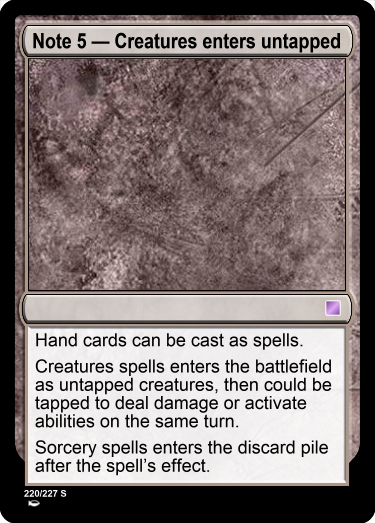 Note 5 — Creatures enters untapped
Hand cards can be cast as spells.
Creatures spells enters the battlefield
as untapped creatures, then could be
tapped to deal damage or activate
abilities on the same turn.
Sorcery spells enters the discard pile
after the spell's effect.
220/227 S